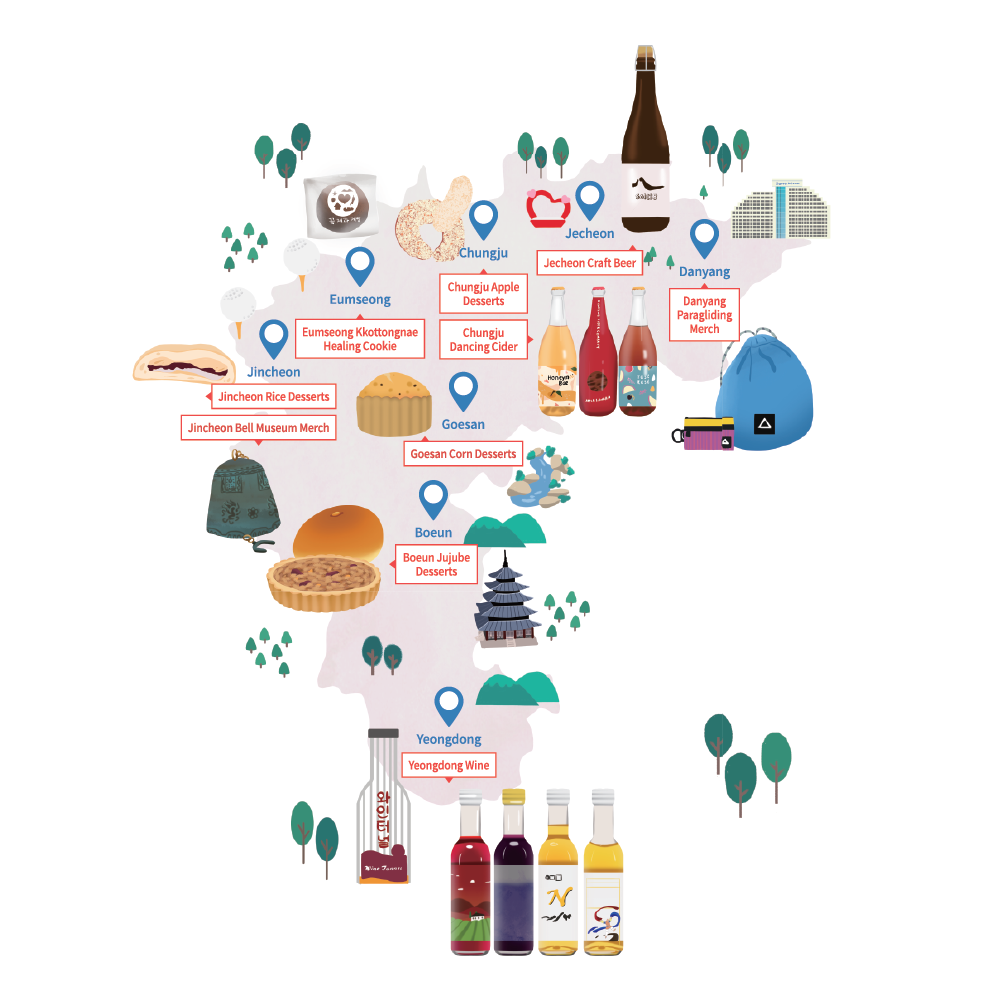 Jecheon
Jecheon Craft Beer
Chungju
Chungju Apple
Desserts
Chungju
Dancing Cider
Danyang
Danyang
Paragliding
Merch
Eumseong
Eumseong Kkottongnae
Healing Cookie
Jincheon
Jincheon Rice Desserts
Jincheon Bell Museum Merch
Goesan
Goesan Corn Desserts
Boeun
Boeun Jujube
Desserts
Yeongdong
Yeongdong Wine
Wine Tunnel
N